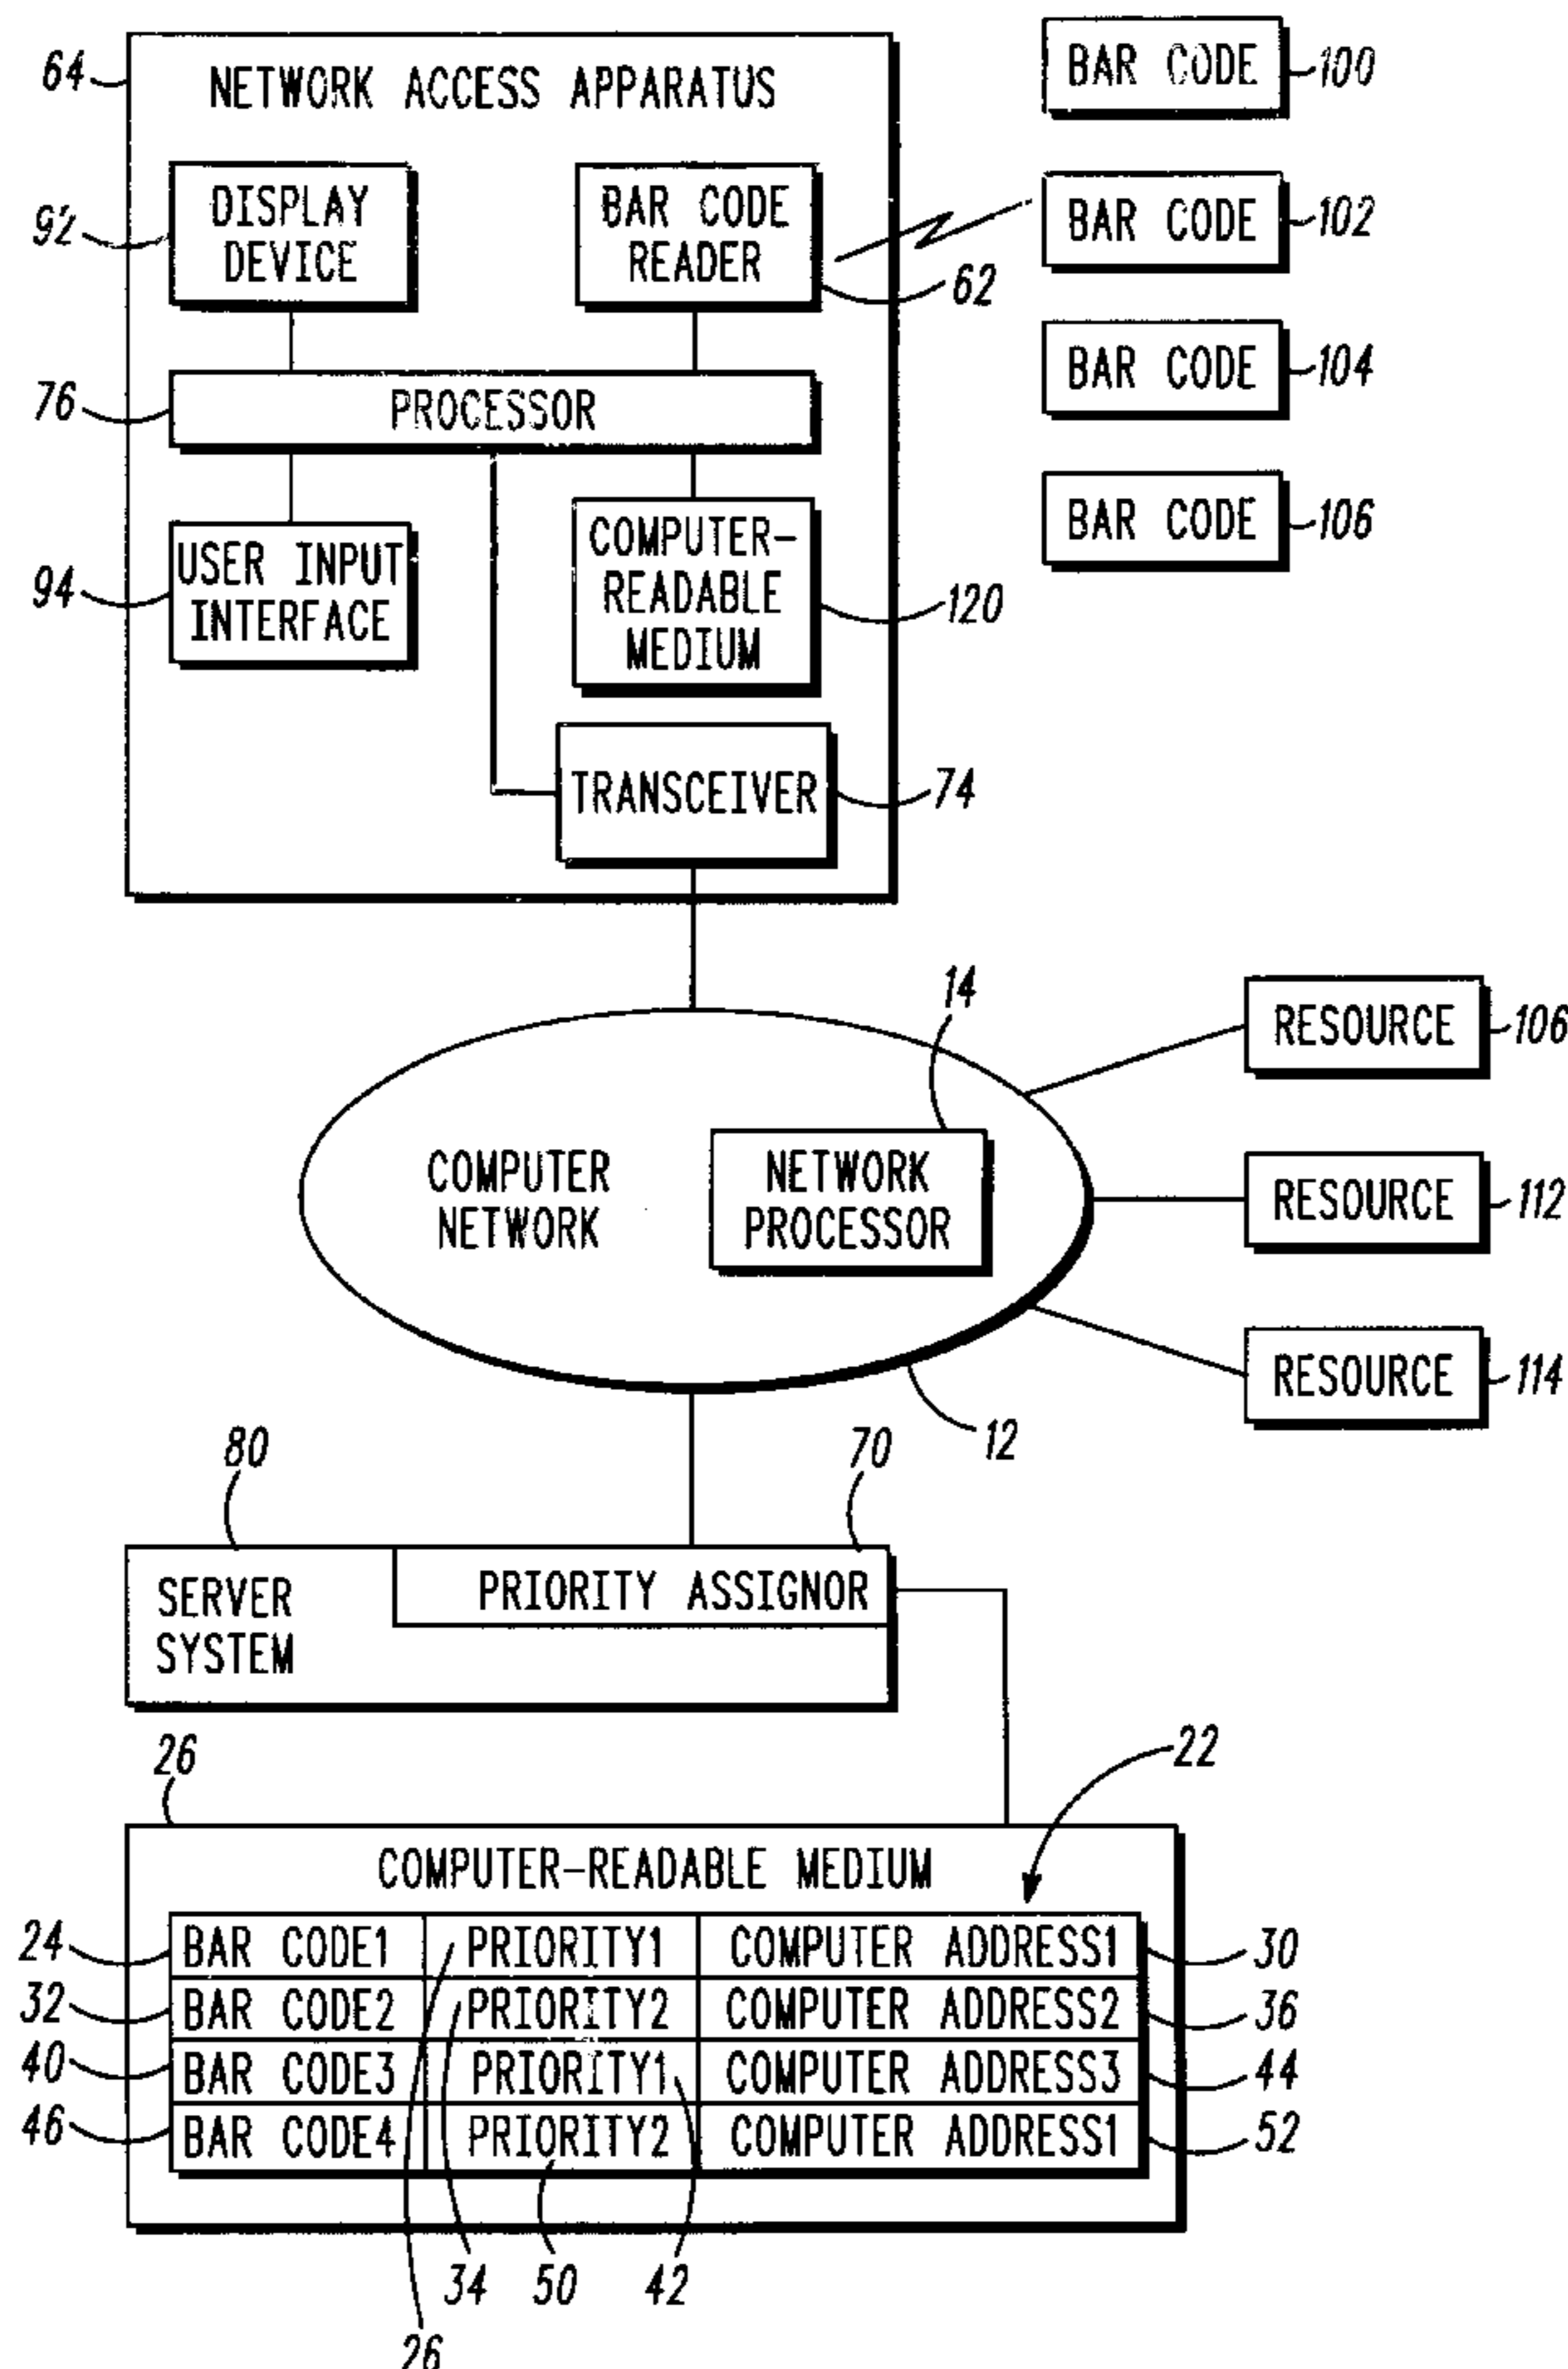 64
NETWORK ACCESS APPARATUS
BAR CODE
100
92
DISPLAY
DEVICE
BAR CODE
READER
62
BAR CODE
102
76
PROCESSOR
BAR CODE
104
94
USER INPUT
INTERFACE
COMPUTER-
READABLE
MEDIUM
120
BAR CODE
106
TRANSCEIVER
74
14
COMPUTER
NETWORK
NETWORK
PROCESSOR
RESOURCE
106
RESOURCE
112
RESOURCE
114
12
80
70
SERVER
SYSTEM
PRIORITY ASSIGNOR
26
22
COMPUTER-READABLE MEDIUM
24 BAR CODE1 PRIORITY1 COMPUTER ADDRESS1 30
32 BAR CODE2 PRIORITY2 COMPUTER ADDRESS2 36
40 BAR CODE3 PRIORITY1 COMPUTER ADDRESS3 44
46 BAR CODE4 PRIORITY2 COMPUTER ADDRESS1 52
34 50 42
26